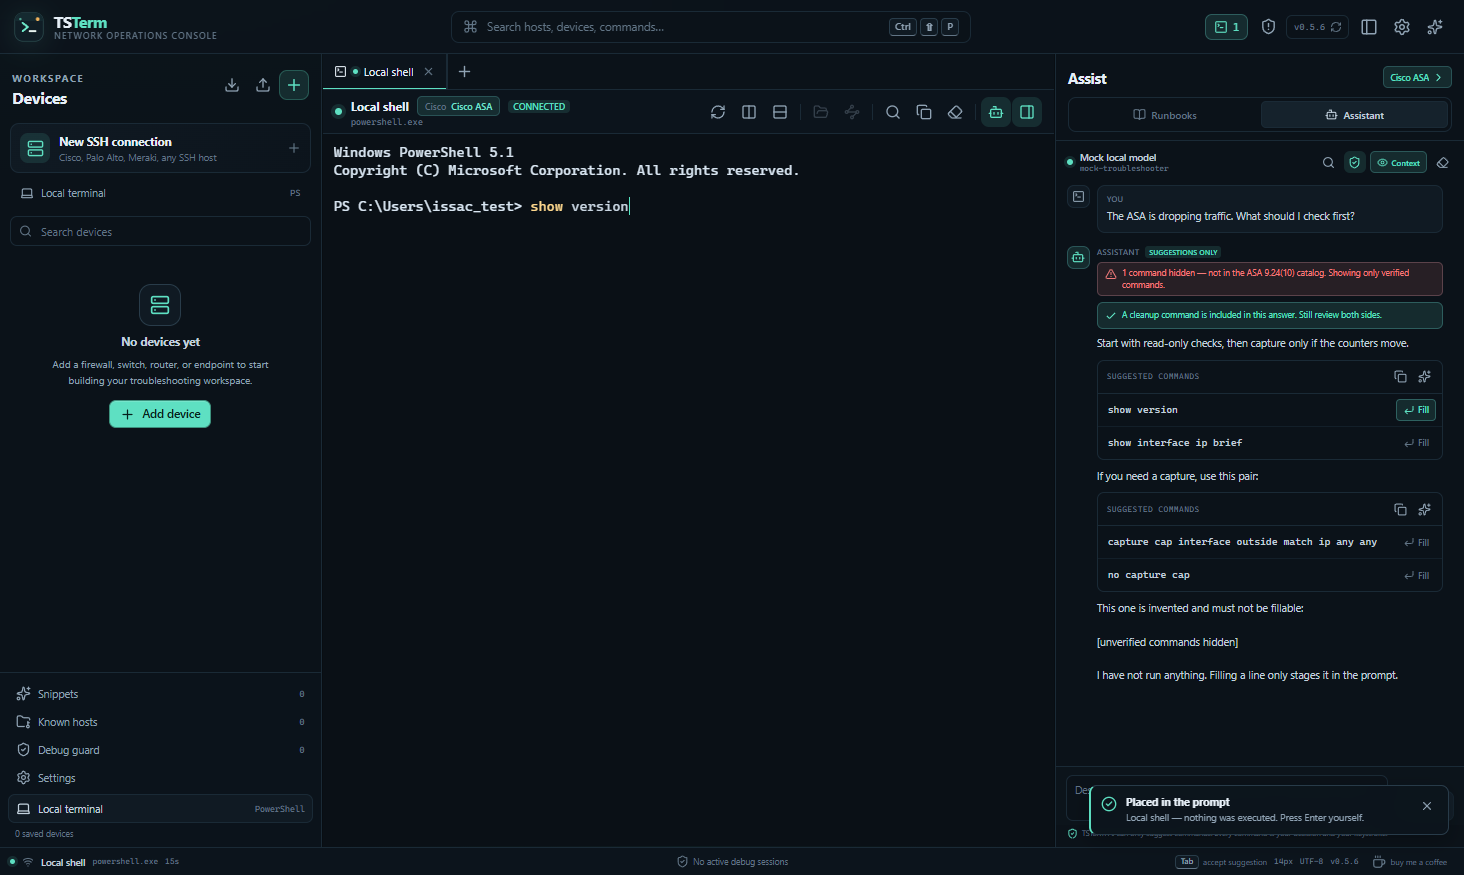 TSTerm
NETWORK OPERATIONS CONSOLE
Search hosts, devices, commands...
Ctrl
P
1
v0.5.6
WORKSPACE
Devices
New SSH connection
Cisco, Palo Alto, Meraki, any SSH host
Local terminal
PS
Search devices
No devices yet
Add a firewall, switch, router, or endpoint to start
building your troubleshooting workspace.
Add device
Snippets
0
Known hosts
0
Debug guard
0
Settings
Local terminal
PowerShell
0 saved devices
Local shell
Local shell
Cisco Cisco ASA
CONNECTED
powershell.exe
Windows PowerShell 5.1
Copyright (C) Microsoft Corporation. All rights reserved.
PS C:\Users\issac_test> show version
Assist
Cisco ASA
Runbooks
Assistant
Mock local model
mock-troubleshooter
Context
YOU
The ASA is dropping traffic. What should I check first?
ASSISTANT
SUGGESTIONS ONLY
1 command hidden — not in the ASA 9.24(10) catalog. Showing only verified
commands.
A cleanup command is included in this answer. Still review both sides.
Start with read-only checks, then capture only if the counters move.
SUGGESTED COMMANDS
show version
Fill
show interface ip brief
Fill
If you need a capture, use this pair:
SUGGESTED COMMANDS
capture cap interface outside match ip any any
Fill
no capture cap
Fill
This one is invented and must not be fillable:
[unverified commands hidden]
I have not run anything. Filling a line only stages it in the prompt.
Placed in the prompt
Local shell — nothing was executed. Press Enter yourself.
Local shell
powershell.exe
15s
No active debug sessions
Tab
accept suggestion
14px
UTF-8
v0.5.6
buy me a coffee